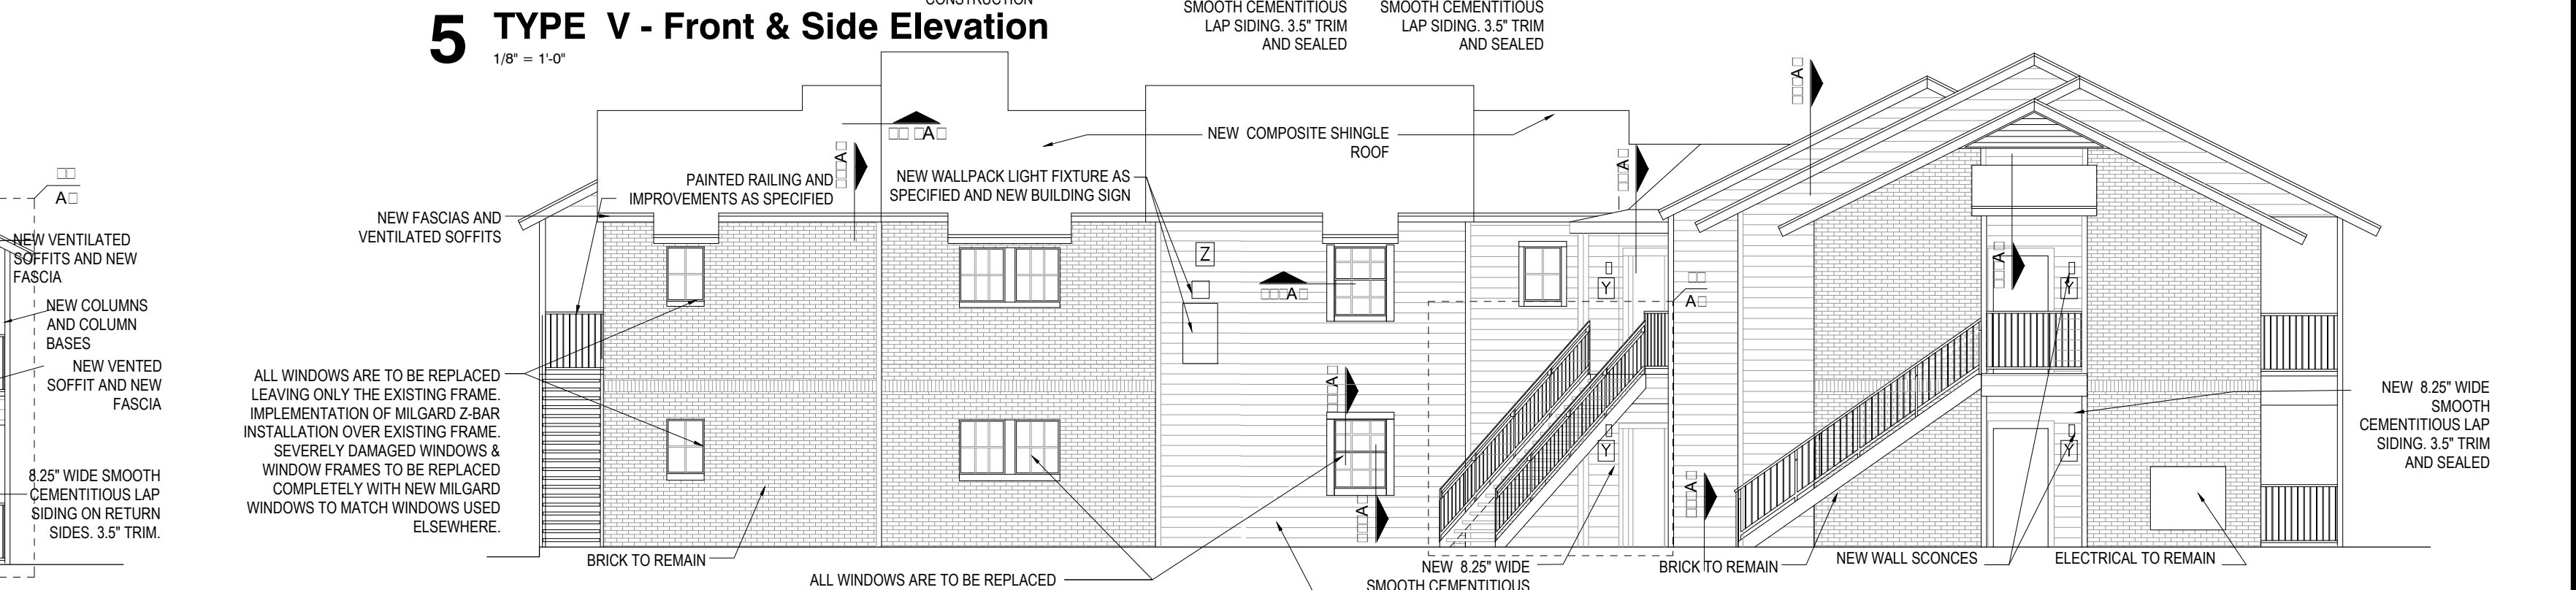 CONSTRUCTION
5 TYPE V - Front & Side Elevation
1/8" = 1'-0"
SMOOTH CEMENTITIOUS
LAP SIDING. 3.5" TRIM
AND SEALED
SMOOTH CEMENTITIOUS
LAP SIDING. 3.5" TRIM
AND SEALED
A
NEW VENTILATED
SOFFITS AND NEW
FASCIA
NEW COLUMNS
AND COLUMN
BASES
NEW VENTED
SOFFIT AND NEW
FASCIA
8.25" WIDE SMOOTH
CEMENTITIOUS LAP
SIDING ON RETURN
SIDES. 3.5" TRIM.
NEW FASCIAS AND
VENTILATED SOFFITS
PAINTED RAILING AND
IMPROVEMENTS AS SPECIFIED
A
A
NEW WALLPACK LIGHT FIXTURE AS
SPECIFIED AND NEW BUILDING SIGN
NEW COMPOSITE SHINGLE
ROOF
A
A
Z
A
A
A
Y
Y
A
A
A
A
Y
Y
ALL WINDOWS ARE TO BE REPLACED
LEAVING ONLY THE EXISTING FRAME.
IMPLEMENTATION OF MILGARD Z-BAR
INSTALLATION OVER EXISTING FRAME.
SEVERELY DAMAGED WINDOWS &
WINDOW FRAMES TO BE REPLACED
COMPLETELY WITH NEW MILGARD
WINDOWS TO MATCH WINDOWS USED
ELSEWHERE.
NEW 8.25" WIDE
SMOOTH
CEMENTITIOUS LAP
SIDING. 3.5" TRIM
AND SEALED
BRICK TO REMAIN
ALL WINDOWS ARE TO BE REPLACED
NEW 8.25" WIDE
SMOOTH CEMENTITIOUS
BRICK TO REMAIN
NEW WALL SCONCES
ELECTRICAL TO REMAIN